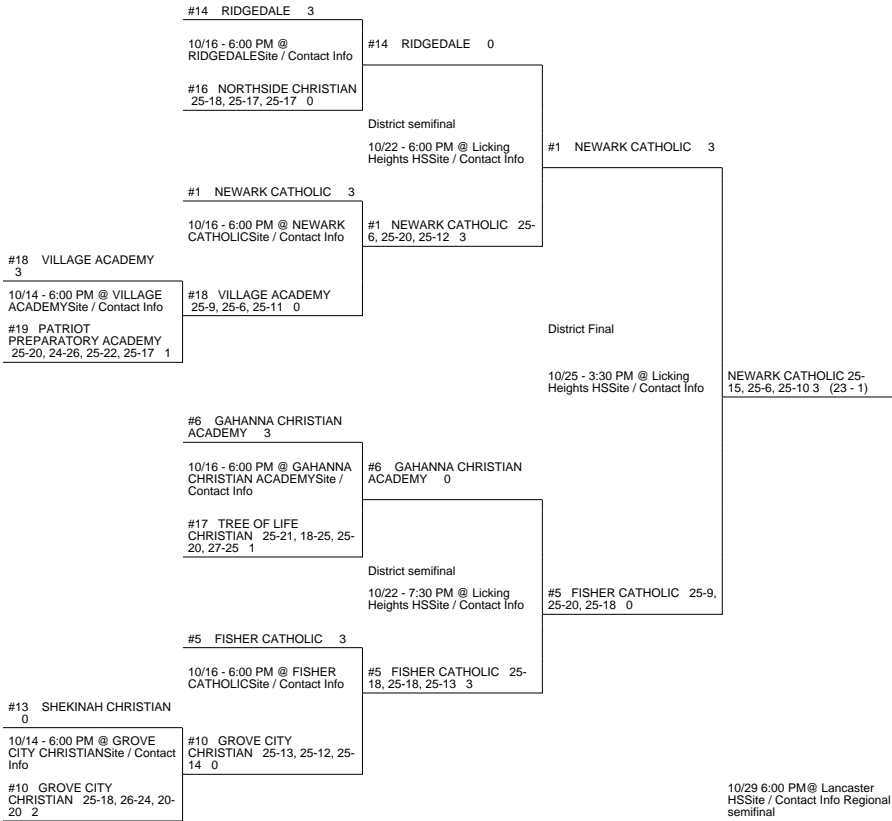 #14 RIDGEDALE 3
10/16 - 6:00 PM @
RIDGEDALESite / Contact Info
#16 NORTHSIDE CHRISTIAN
25-18, 25-17, 25-17 0
#14 RIDGEDALE 0
District semifinal
10/22 - 6:00 PM @ Licking
Heights HSSite / Contact Info
#1 NEWARK CATHOLIC 3
#1 NEWARK CATHOLIC 3
10/16 - 6:00 PM @ NEWARK
CATHOLICSite / Contact Info
#1 NEWARK CATHOLIC 25-
6, 25-20, 25-12 3
#18 VILLAGE ACADEMY
3
10/14 - 6:00 PM @ VILLAGE
ACADEMYSite / Contact Info
#19 PATRIOT
PREPARATORY ACADEMY
25-20, 24-26, 25-22, 25-17 1
#18 VILLAGE ACADEMY
25-9, 25-6, 25-11 0
District Final
10/25 - 3:30 PM @ Licking
Heights HSSite / Contact Info
NEWARK CATHOLIC 25-
15, 25-6, 25-10 3 (23 - 1)
#6 GAHANNA CHRISTIAN
ACADEMY 3
10/16 - 6:00 PM @ GAHANNA
CHRISTIAN ACADEMYSite /
Contact Info
#17 TREE OF LIFE
CHRISTIAN 25-21, 18-25, 25-
20, 27-25 1
#6 GAHANNA CHRISTIAN
ACADEMY 0
District semifinal
10/22 - 7:30 PM @ Licking
Heights HSSite / Contact Info
#5 FISHER CATHOLIC 25-9,
25-20, 25-18 0
#5 FISHER CATHOLIC 3
10/16 - 6:00 PM @ FISHER
CATHOLICSite / Contact Info
#5 FISHER CATHOLIC 25-
18, 25-18, 25-13 3
#13 SHEKINAH CHRISTIAN
0
10/14 - 6:00 PM @ GROVE
CITY CHRISTIANSite / Contact
Info
#10 GROVE CITY
CHRISTIAN 25-18, 26-24, 20-
20 2
#10 GROVE CITY
CHRISTIAN 25-13, 25-12, 25-
14 0
10/29 6:00 PM@ Lancaster
HSSite / Contact Info Regional
semifinal